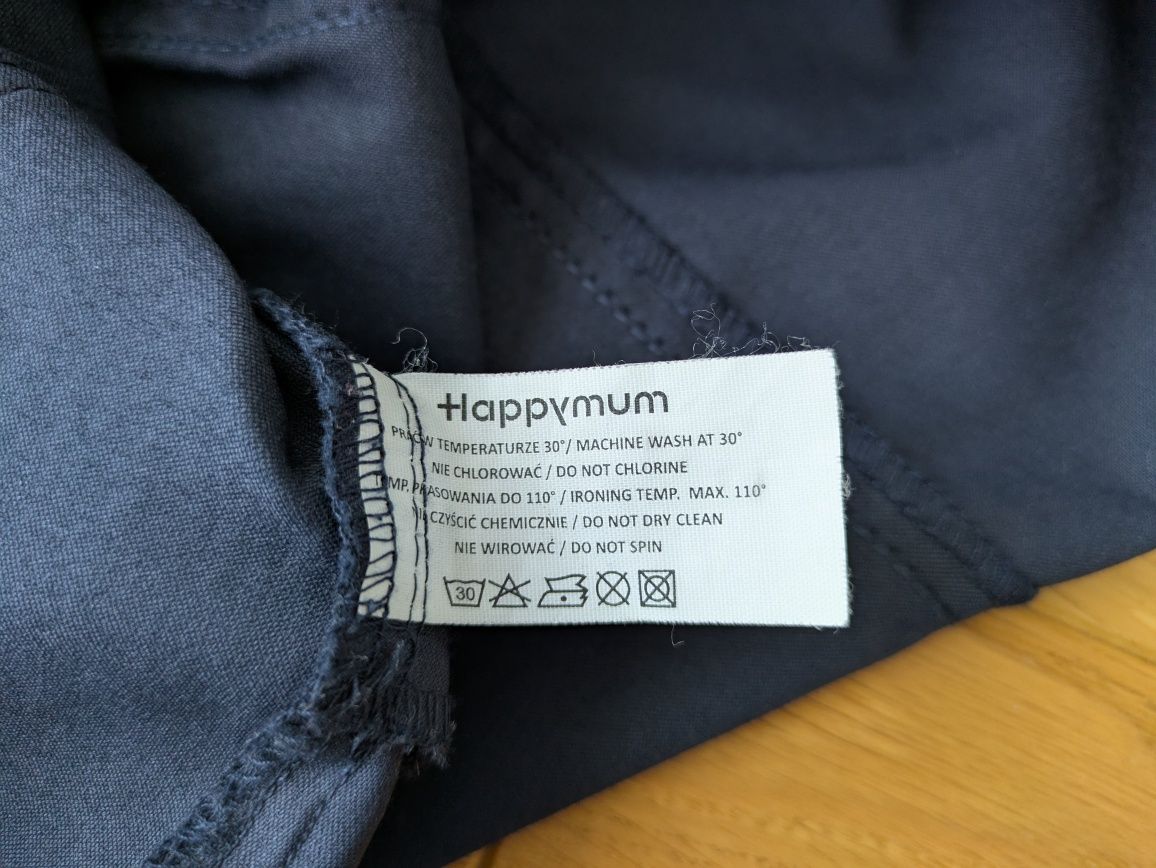 Happymum
PRAĆ W TEMPERATURZE 30°/ MACHINE WASH AT 30°
NIE CHLOROWAĆ / DO NOT CHLORINE
PRASOWANIA DO 110° / IRONING TEMP. MAX. 110°
CZYŚCIĆ CHEMICZNIE / DO NOT DRY CLEAN
NIE WIROWAĆ / DO NOT SPIN
30